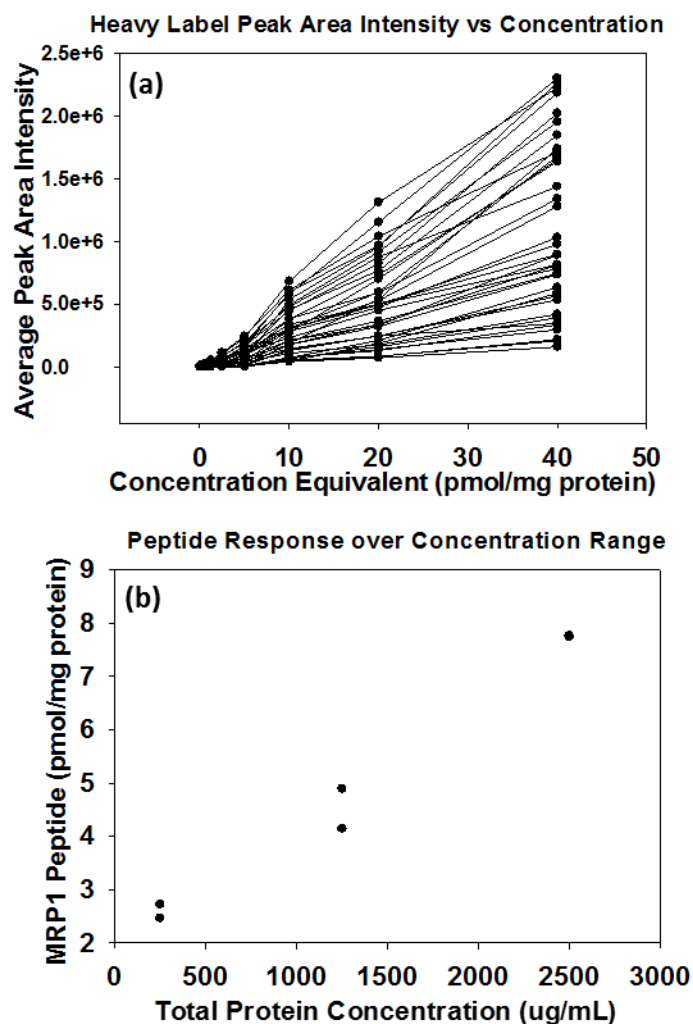 Heavy Label Peak Area Intensity vs Concentration
(a)
Average Peak Area Intensity
2.5e+6
2.0e+6
1.5e+6
1.0e+6
5.0e+5
0.0
0 10 20 30 40 50
Concentration Equivalent (pmol/mg protein)
Peptide Response over Concentration Range
(b)
MRP1 Peptide (pmol/mg protein)
9
8
7
6
5
4
3
2
0 500 1000 1500 2000 2500 3000
Total Protein Concentration (ug/mL)